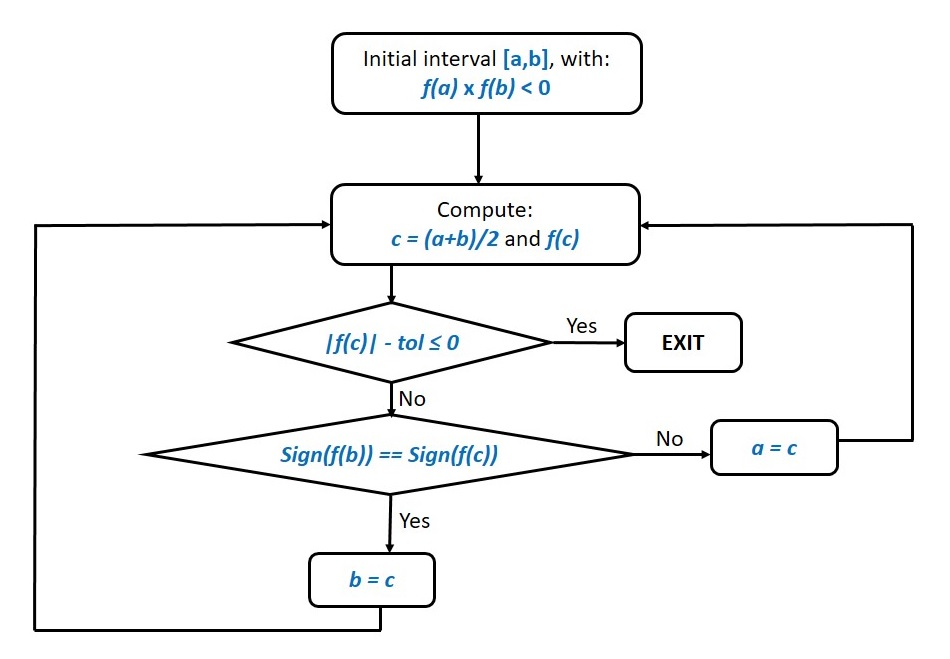 Initial interval [a,b], with:
f(a) x f(b) < 0
Compute:
c = (a+b)/2 and f(c)
|f(c)| - tol ≤ 0
Yes
EXIT
No
Sign(f(b)) == Sign(f(c))
No
a = c
Yes
b = c